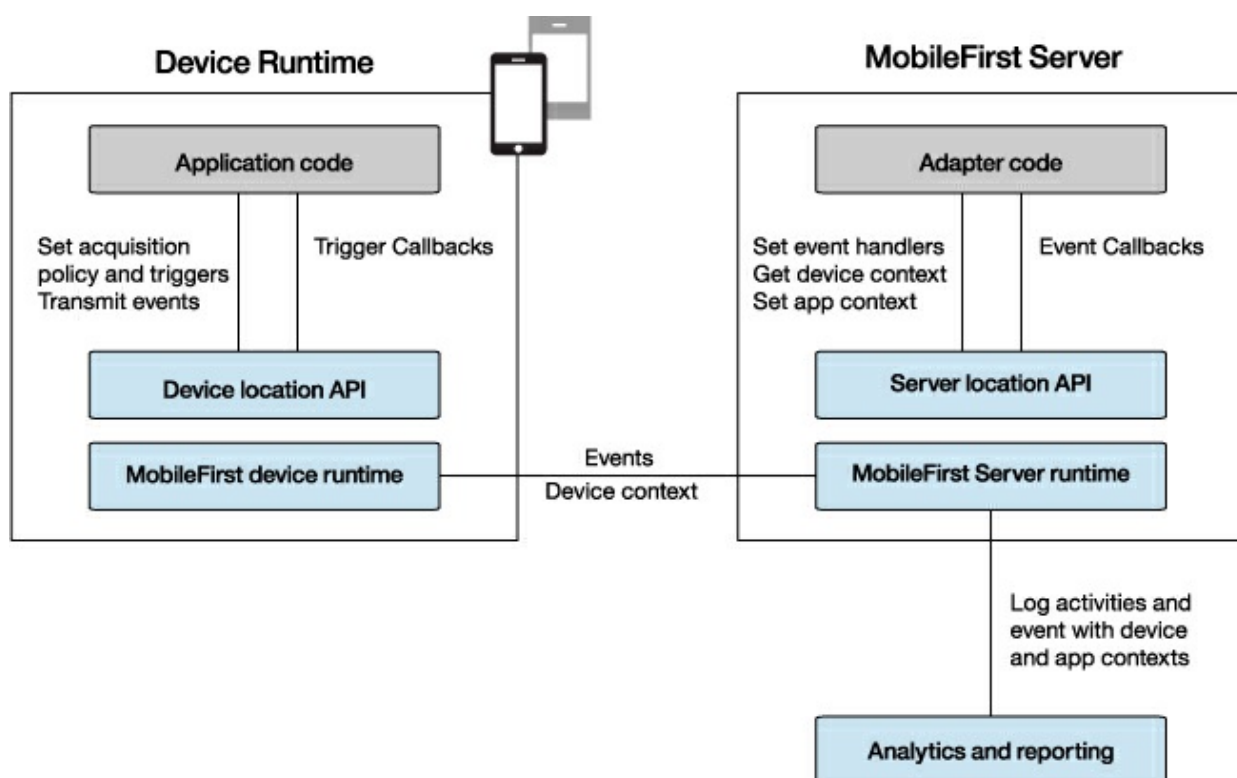 Device Runtime
MobileFirst Server
Application code
Adapter code
Set acquisition
policy and triggers
Transmit events
Trigger Callbacks
Set event handlers
Get device context
Set app context
Event Callbacks
Device location API
Server location API
MobileFirst device runtime
Events
Device context
MobileFirst Server runtime
Log activities and
event with device
and app contexts
Analytics and reporting